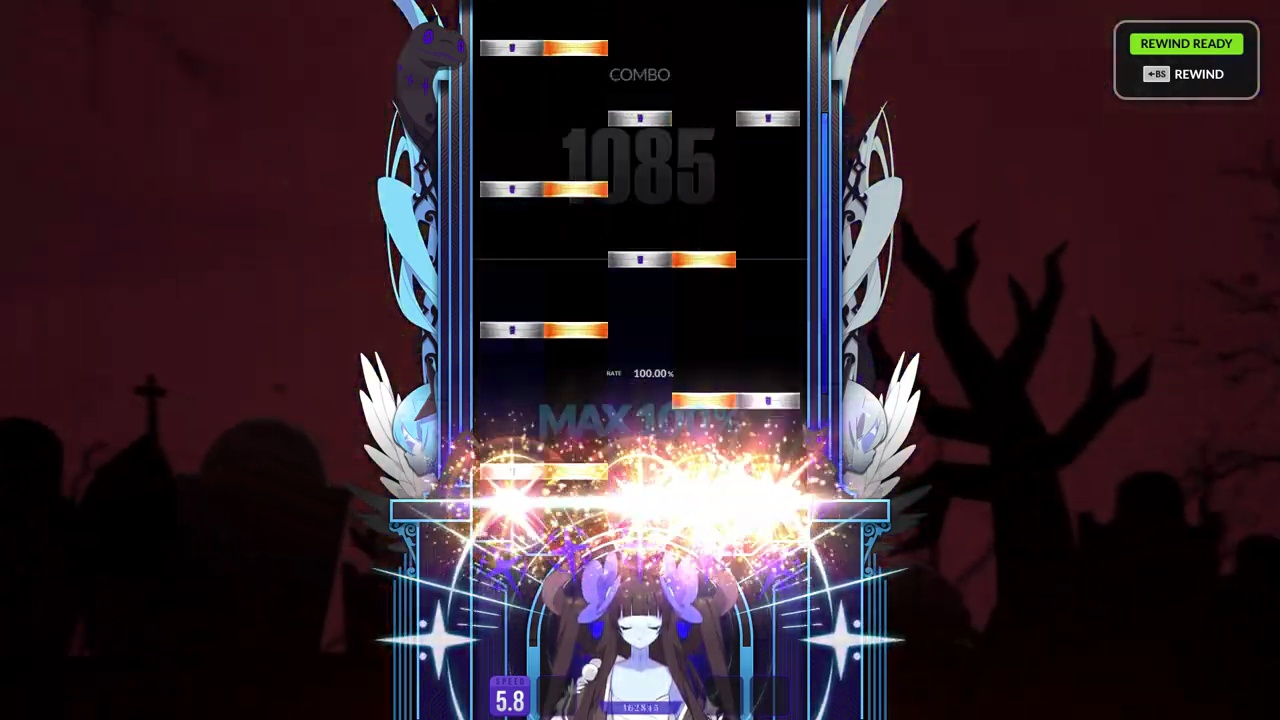 REWIND READY
←BS REWIND
COMBO
1085
RATE 100.00%
MAX 100%
SPEED
5.8